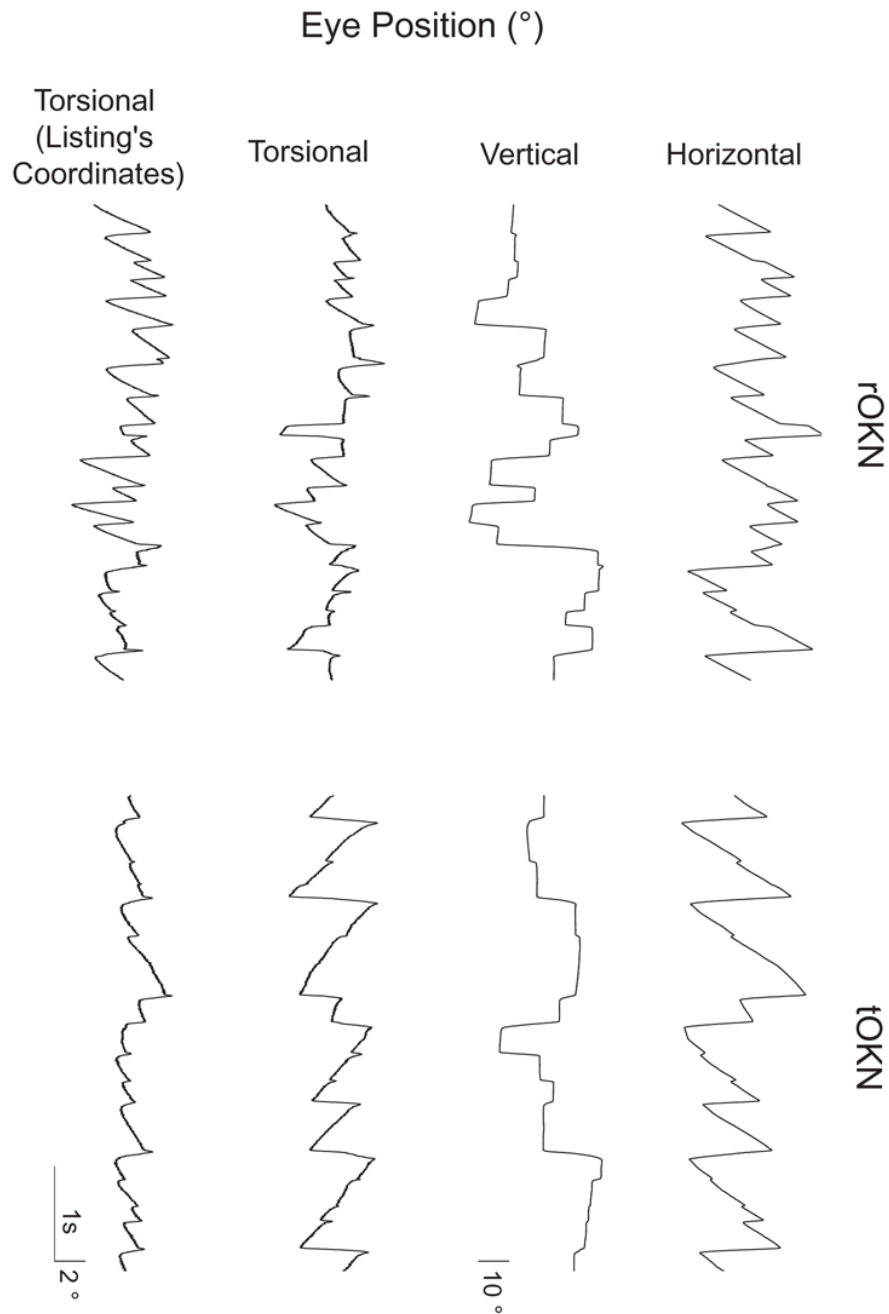 Eye Position (°)
Torsional
(Listing's
Coordinates)
Torsional
Vertical
Horizontal
rOKN
tOKN
1s
2 °
10 °